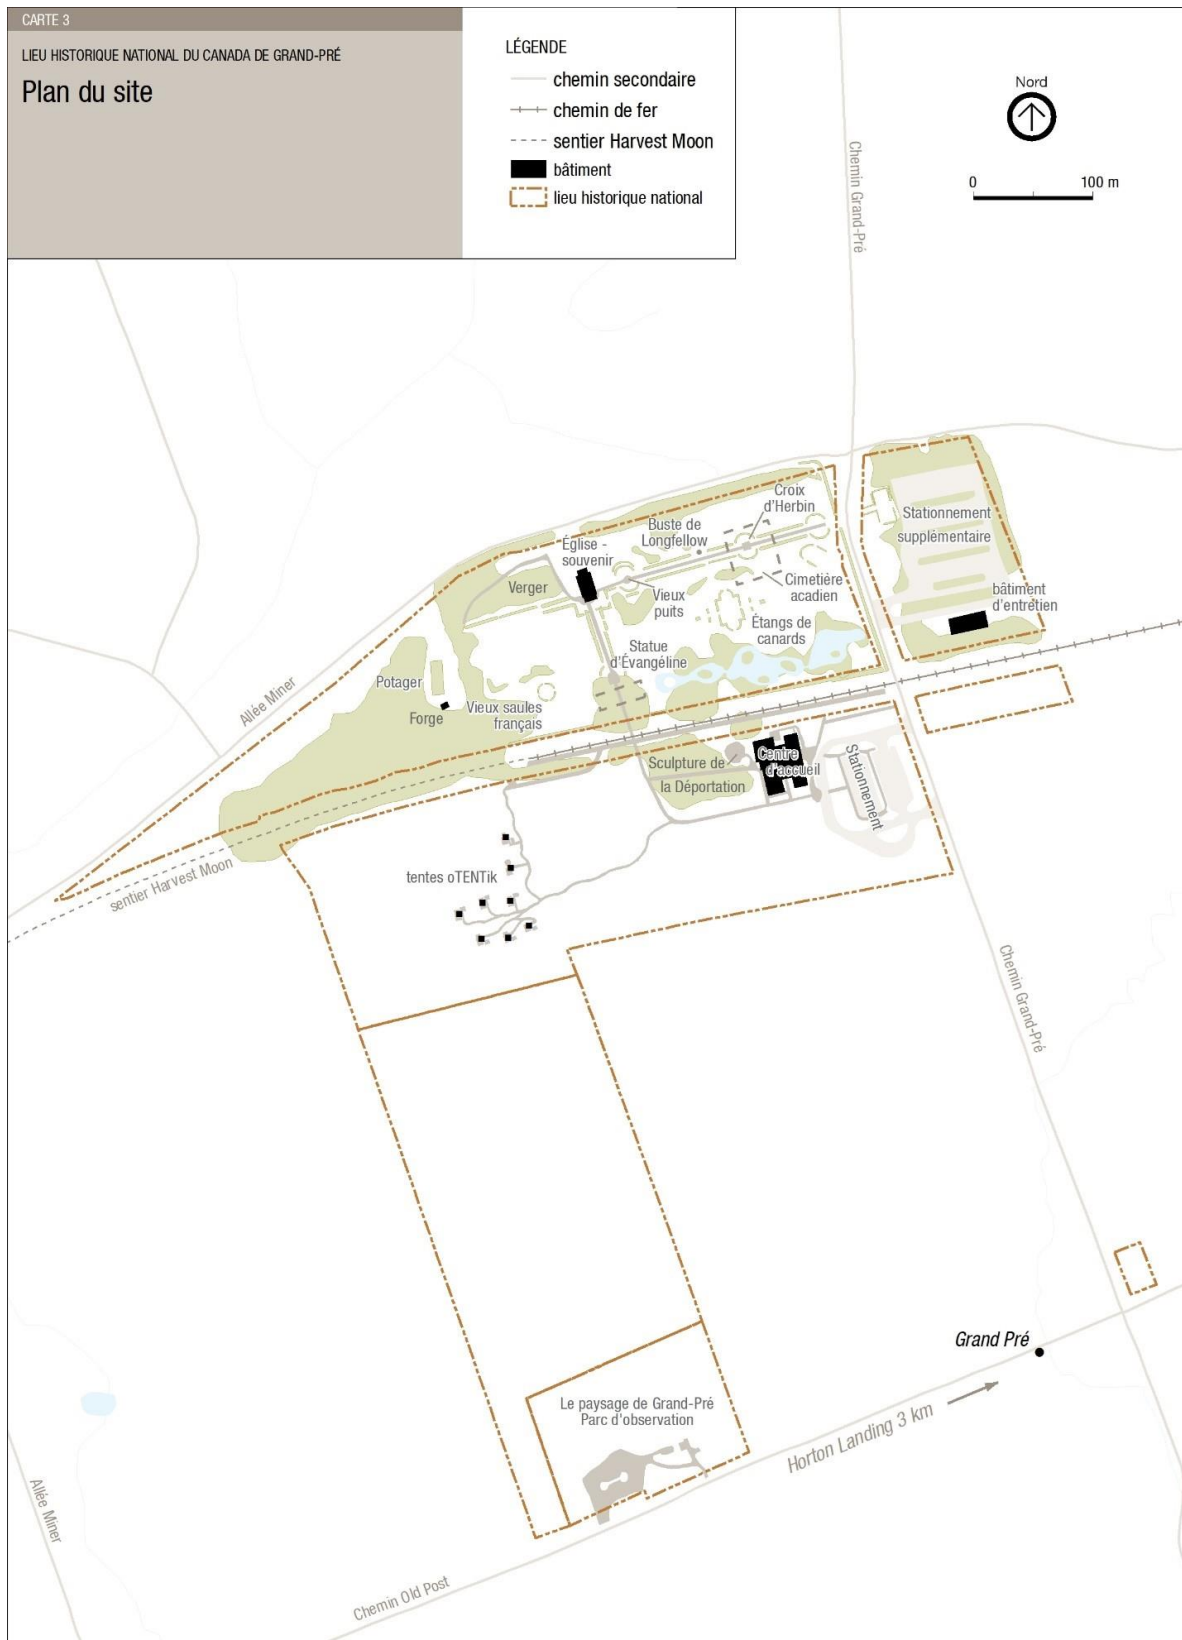 CARTE 3
LIEU HISTORIQUE NATIONAL DU CANADA DE GRAND-PRÉ
Plan du site
LÉGENDE
chemin secondaire
chemin de fer
sentier Harvest Moon
bâtiment
lieu historique national
Nord
0 100 m
Chemin Grand-Pré
Croix
d'Herbin
Buste de
Longfellow
Stationnement
supplémentaire
Église -
souvenir
Verger
Vieux
puits
Cimetière
acadien
bâtiment
d'entretien
Étangs de
canards
Statue
d'Évangéline
Potager
Allée Miner
Forge
Vieux saules
français
Sculpture de
la Déportation
Centre
d'accueil
Stationnement
sentier Harvest Moon
tentes oTENTik
Chemin Grand-Pré
Grand Pré
Le paysage de Grand-Pré
Parc d'observation
Horton Landing 3 km
Allée Miner
Chemin Old Post